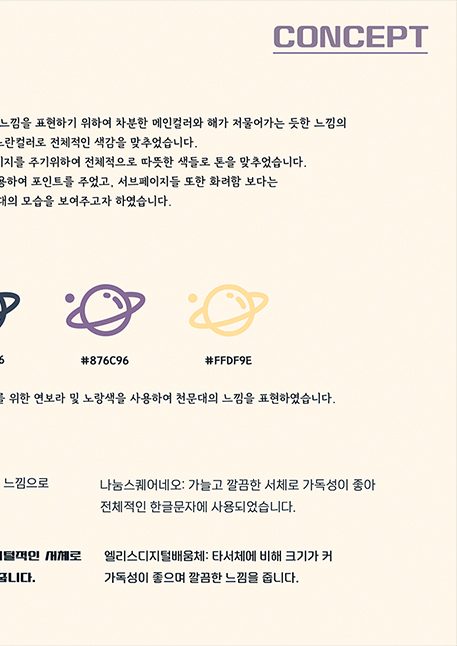 CONCEPT
느낌을 표현하기 위하여 차분한 메인컬러와 해가 저물어가는 듯한 느낌의
노란컬러로 전체적인 색감을 맞추었습니다.
지를 주기위하여 전체적으로 따뜻한 색들로 톤을 맞추었습니다.
용하여 포인트를 주었고, 서브페이지들 또한 화려함 보다는
대의 모습을 보여주고자 하였습니다.
6 #876C96 #FFDF9E
를 위한 연보라 및 노랑색을 사용하여 천문대의 느낌을 표현하였습니다.
느낌으로
나눔스퀘어네오: 가늘고 깔끔한 서체로 가독성이 좋아
전체적인 한글문자에 사용되었습니다.
지털적인 서체로
줍니다.
엘리스디지털배움체: 타서체에 비해 크기가 커
가독성이 좋으며 깔끔한 느낌을 줍니다.